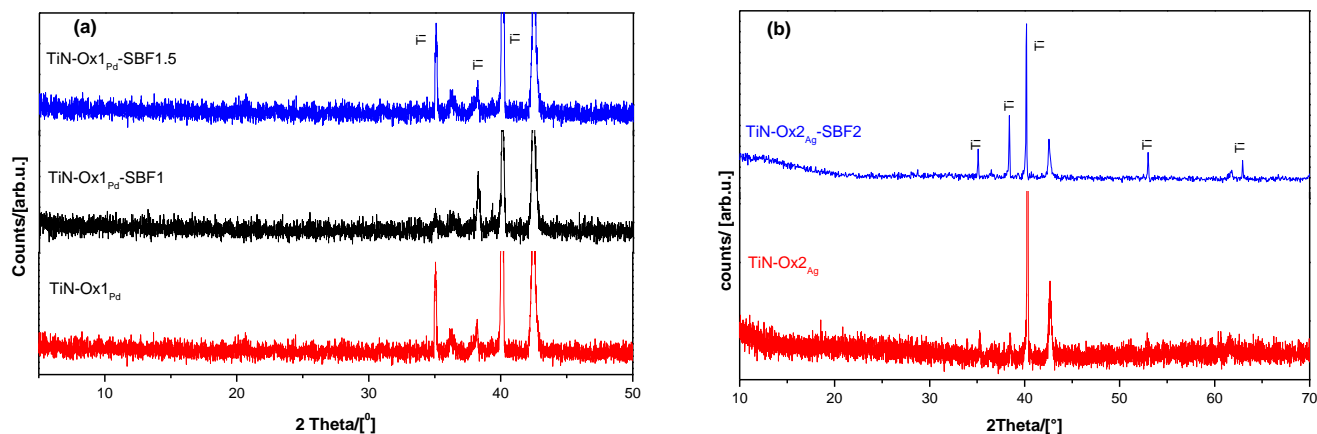 (a)
Ti
Ti
Ti
TiN-Ox1Pd-SBF1.5
TiN-Ox1Pd-SBF1
TiN-Ox1Pd
Counts/[arb.u.]
10 20 30 40 50
2 Theta/[0]
(b)
Ti
Ti
Ti
Ti
Ti
TiN-Ox2Ag-SBF2
TiN-Ox2Ag
counts/ [arb.u.]
10 20 30 40 50 60 70
2Theta/[°]